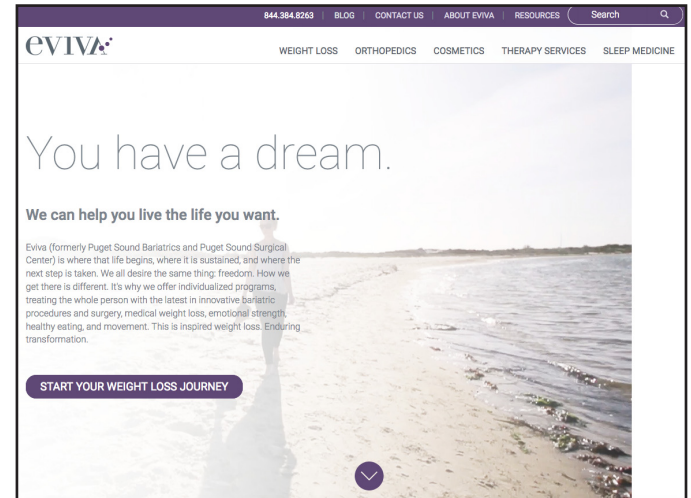 844.384.8263 | BLOG | CONTACT US | ABOUT EVIVA | RESOURCES Search
eviva
WEIGHT LOSS ORTHOPEDICS COSMETICS THERAPY SERVICES SLEEP MEDICINE
You have a dream.
We can help you live the life you want.
Eviva (formerly Puget Sound Bariatrics and Puget Sound Surgical
Center) is where that life begins, where it is sustained, and where the
next step is taken. We all desire the same thing: freedom. How we
get there is different. It's why we offer individualized programs,
treating the whole person with the latest in innovative bariatric
procedures and surgery, medical weight loss, emotional strength,
healthy eating, and movement. This is inspired weight loss. Enduring
transformation.
START YOUR WEIGHT LOSS JOURNEY